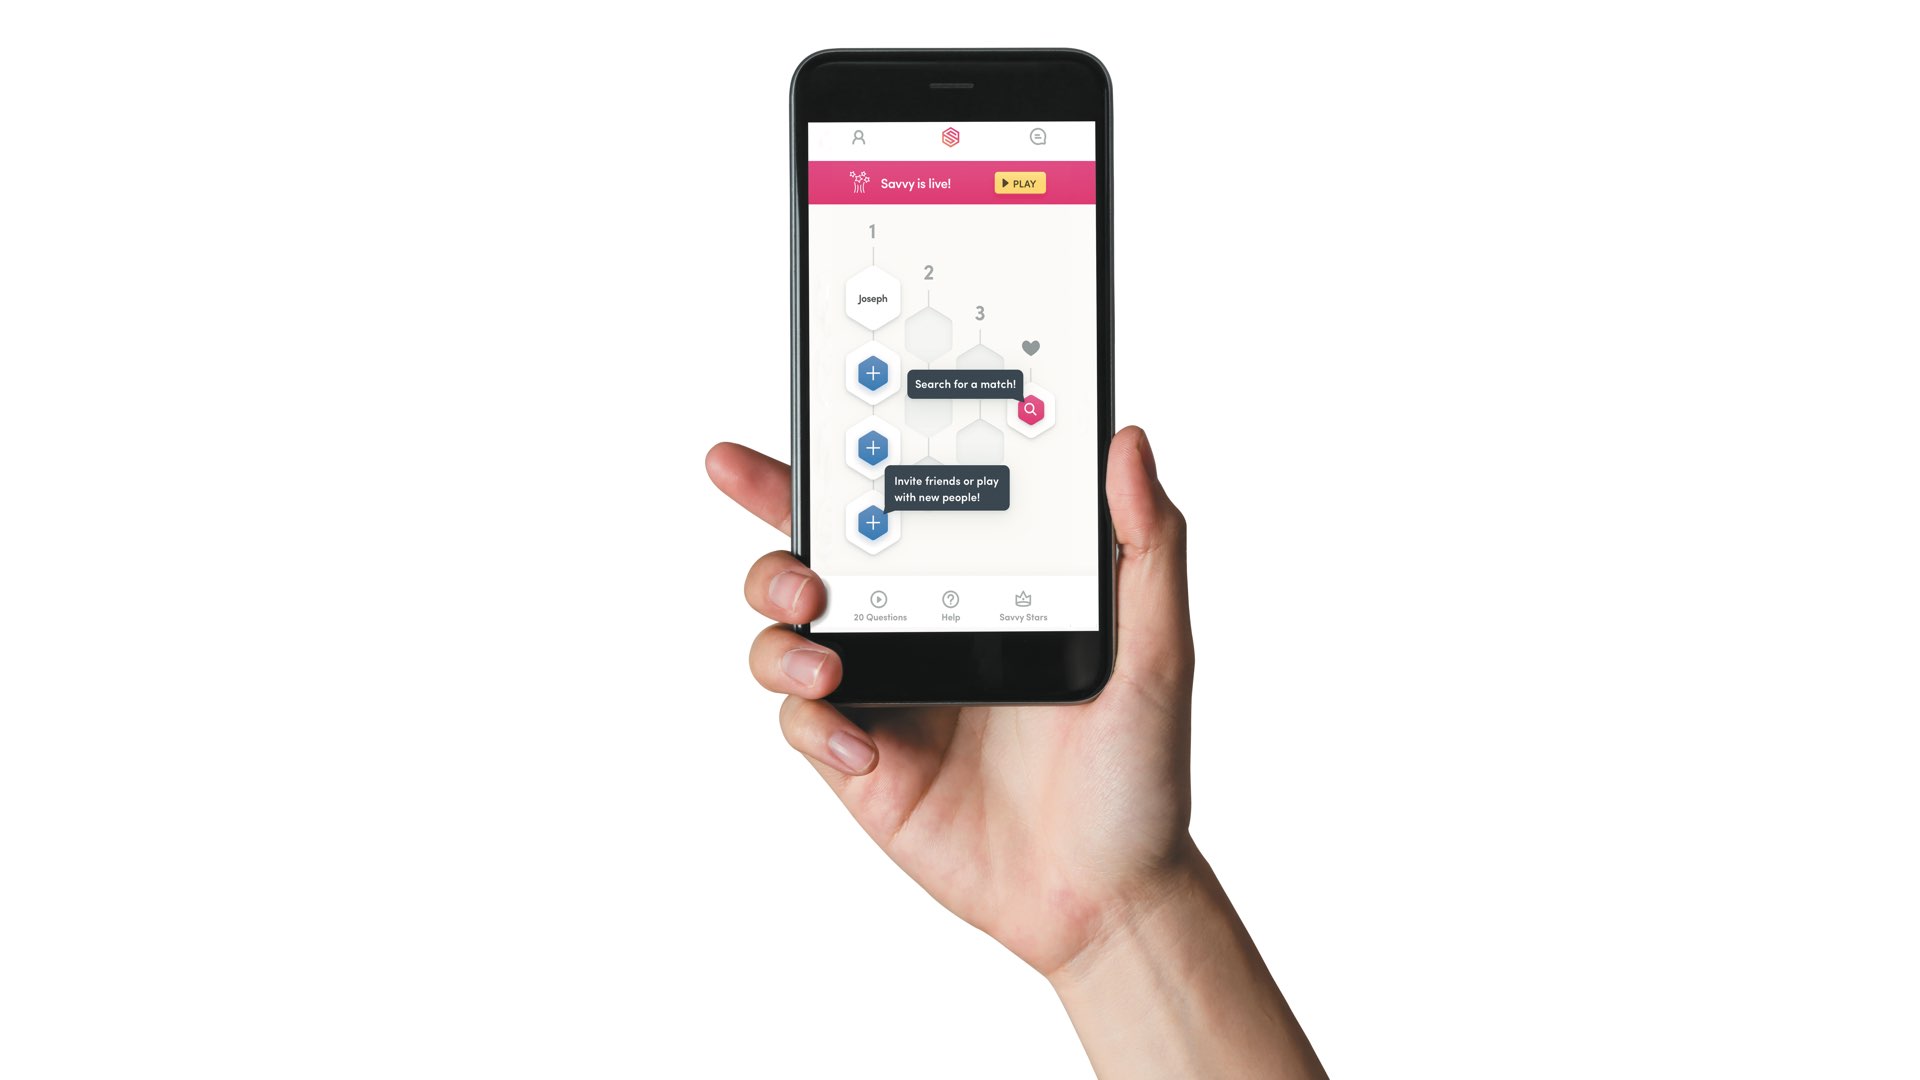 Savvy is live!
PLAY
1
2
3
Joseph
Search for a match!
Invite friends or play
with new people!
20 Questions
Help
Savvy Stars